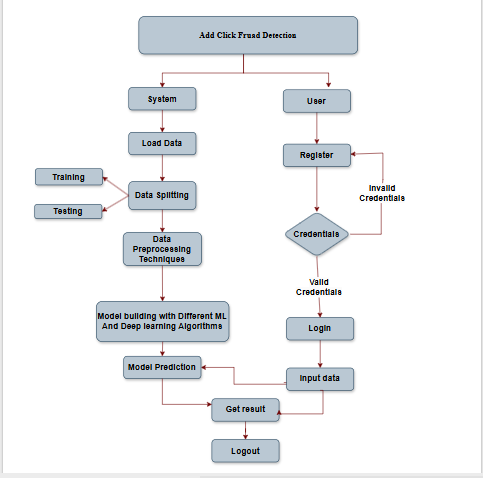 Add Click Fruad Detection
System
User
Load Data
Register
Training
Invalid
Credentials
Data Splitting
Testing
Credentials
Data
Preprocessing
Techniques
Valid
Credentials
Model building with Different ML
And Deep learning Algorithms
Login
Model Prediction
Input data
Get result
Logout